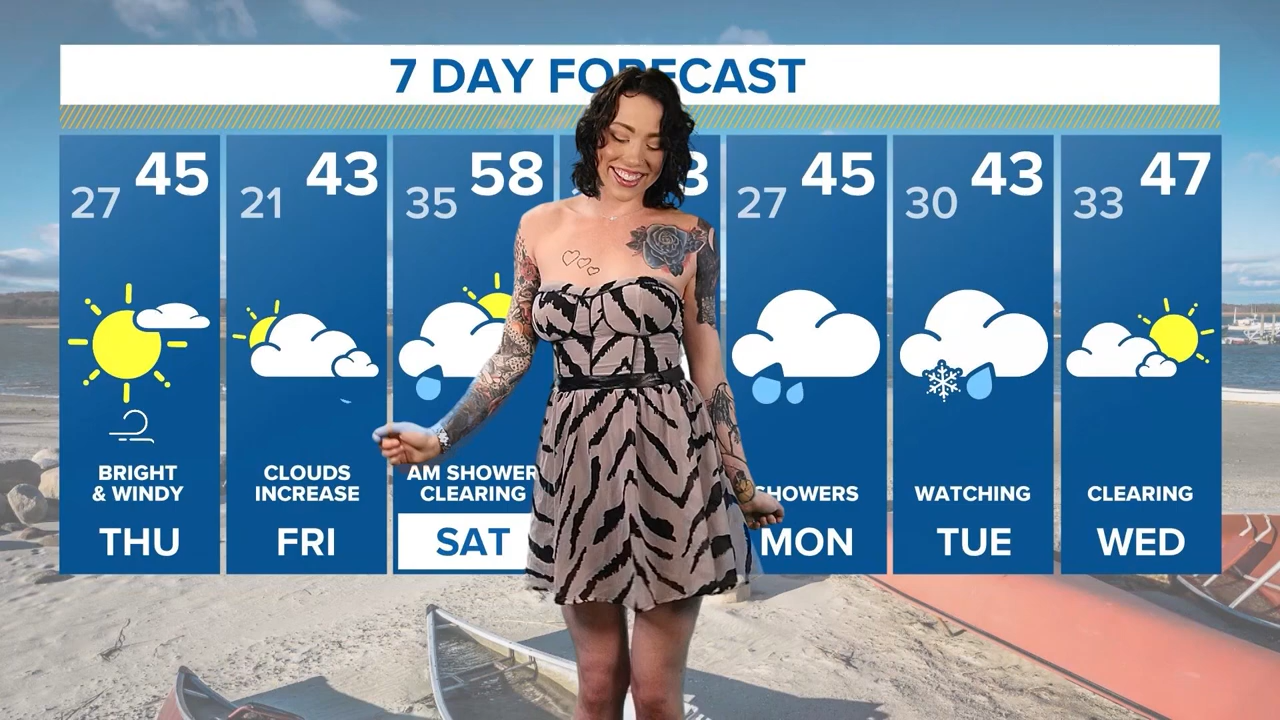 7 DAY FORECAST
27 45
21 43
35 58
3
27 45
30 43
33 47
BRIGHT
& WINDY
THU
CLOUDS
INCREASE
FRI
AM SHOWER
CLEARING
SAT
SHOWERS
MON
WATCHING
TUE
CLEARING
WED